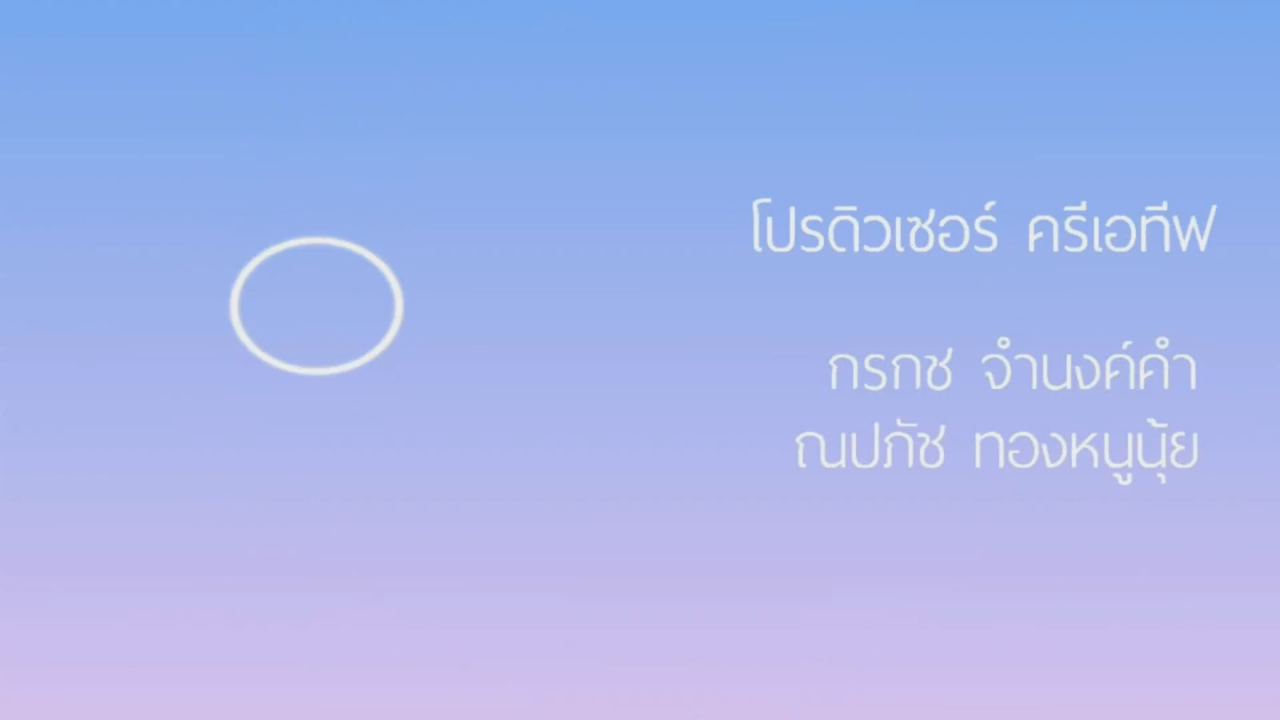 โปรดิวเซอร์ ครีเอทีฟ
กรกช จำนงค์คำ
ณปภัช ทองหนูนุ้ย